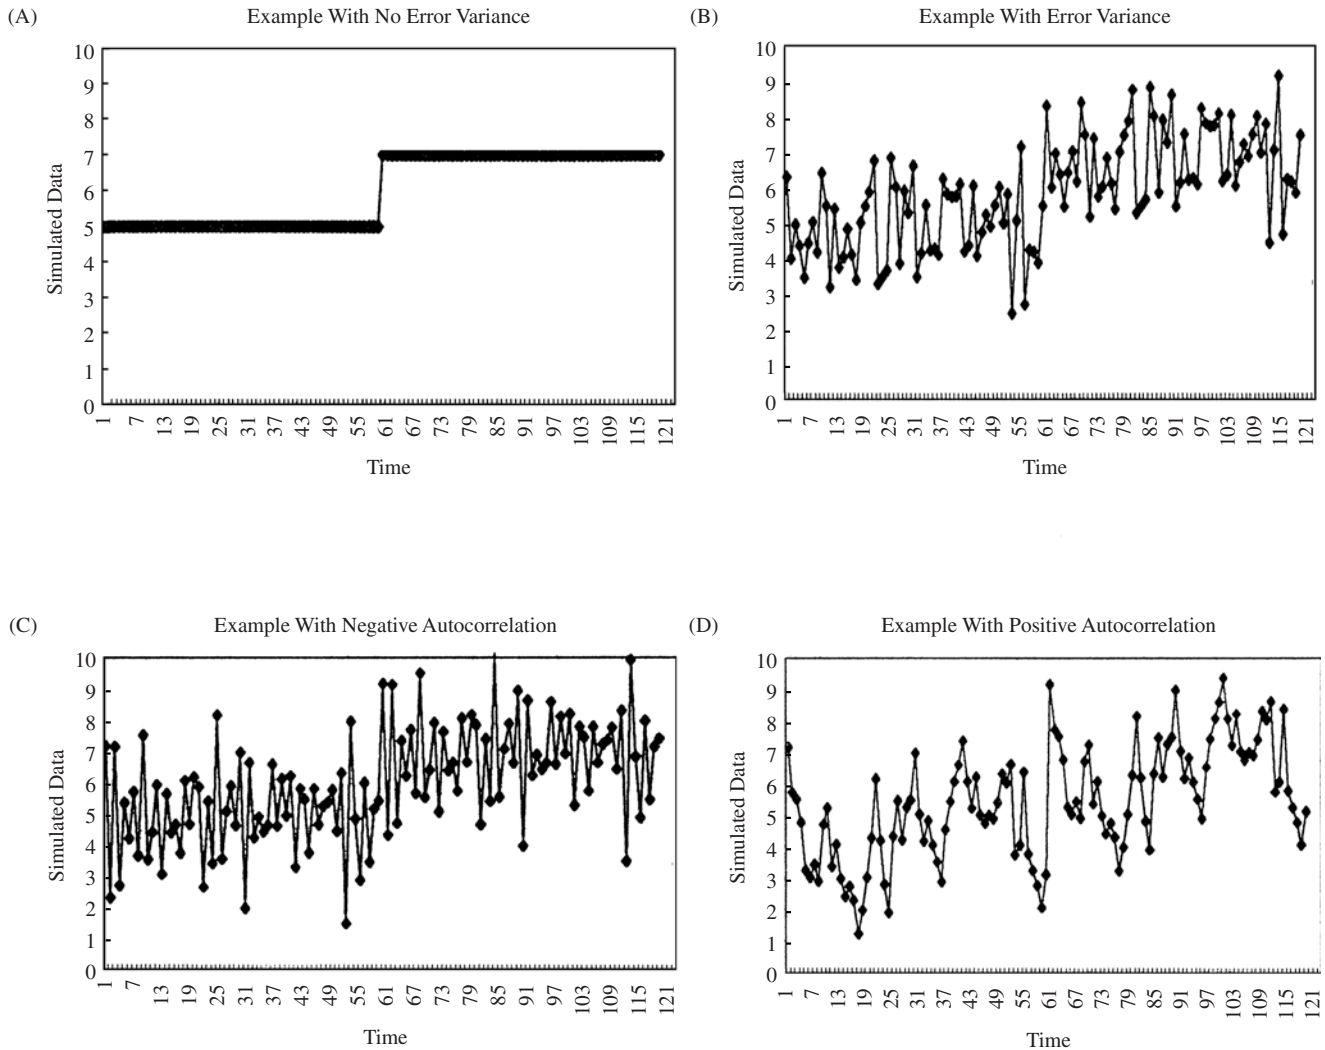 (A) Example With No Error Variance
10
9
8
7
6
5
4
3
2
1
0
Simulated Data
1 7 13 19 25 31 37 43 49 55 61 67 73 79 85 91 97 103 109 115 121
Time
(B) Example With Error Variance
10
9
8
7
6
5
4
3
2
1
0
Simulated Data
1 7 13 19 25 31 37 43 49 55 61 67 73 79 85 91 97 103 109 115 121
Time
(C) Example With Negative Autocorrelation
10
9
8
7
6
5
4
3
2
1
0
Simulated Data
1 7 13 19 25 31 37 43 49 55 61 67 73 79 85 91 97 103 109 115 121
Time
(D) Example With Positive Autocorrelation
10
9
8
7
6
5
4
3
2
1
0
Simulated Data
1 7 13 19 25 31 37 43 49 55 61 67 73 79 85 91 97 103 109 115 121
Time